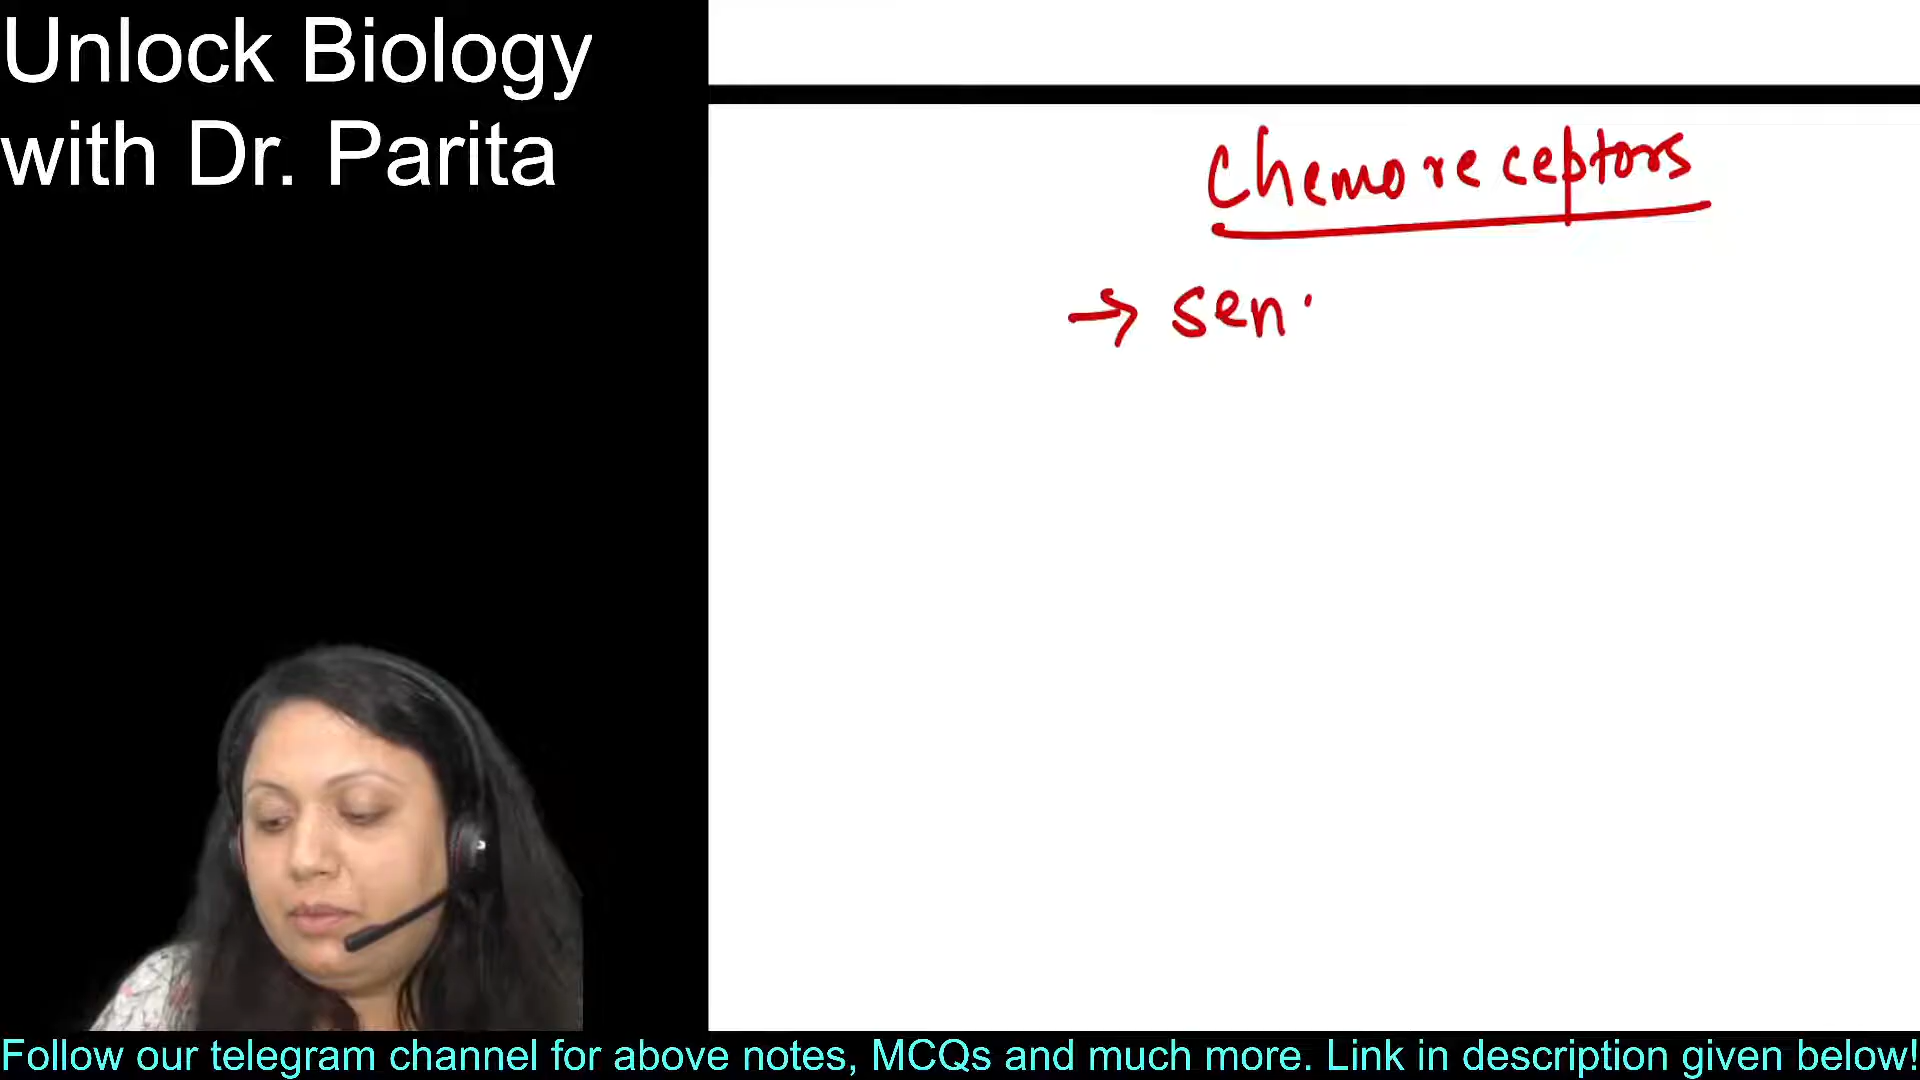 Unlock Biology
with Dr. Parita
Chemoreceptors
→ sen
Follow our telegram channel for above notes, MCQs and much more. Link in description given below!